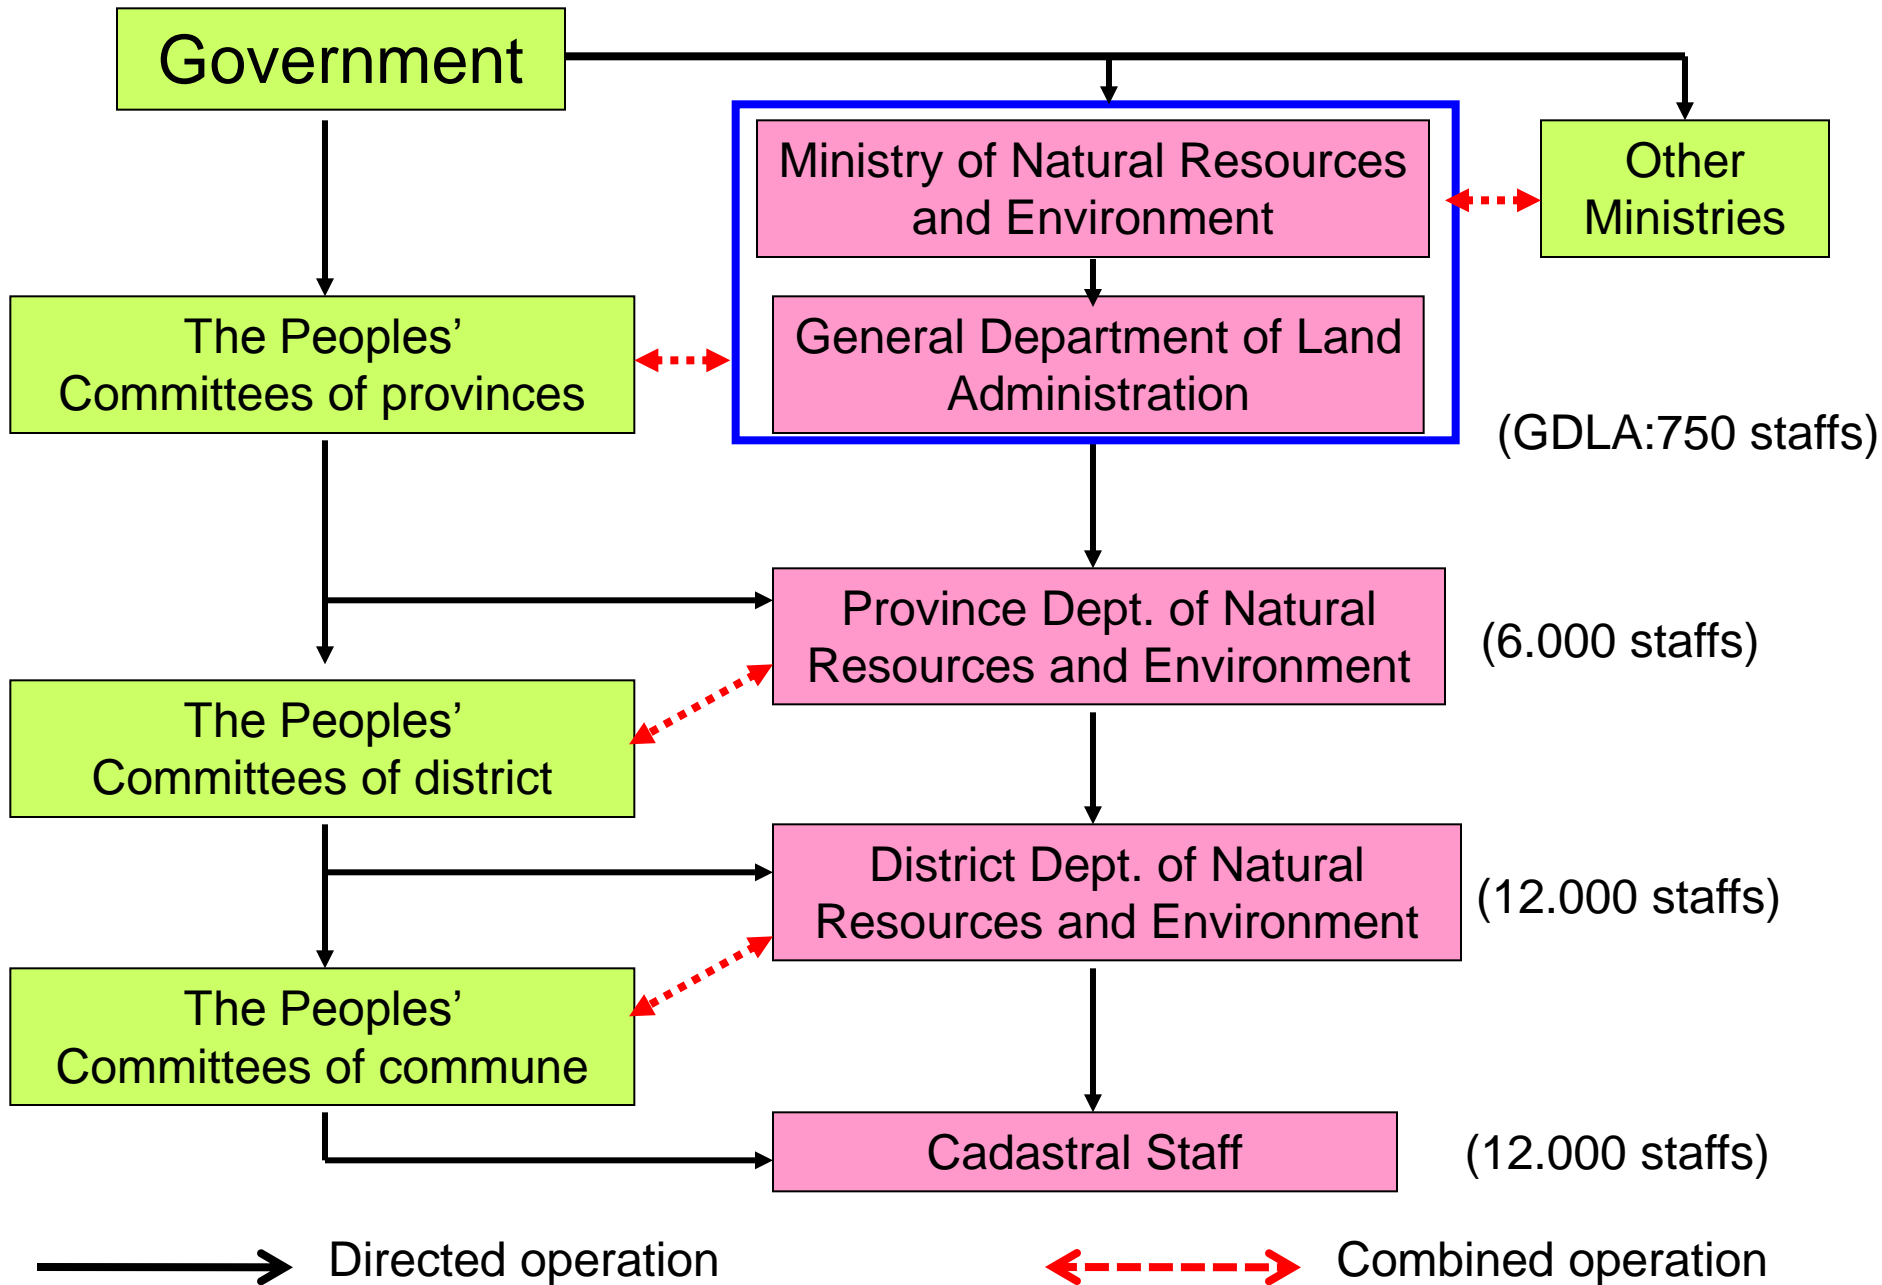 Government
Ministry of Natural Resources
and Environment
Other
Ministries
The Peoples’
Committees of provinces
General Department of Land
Administration
(GDLA:750 staffs)
Province Dept. of Natural
Resources and Environment
(6.000 staffs)
The Peoples’
Committees of district
District Dept. of Natural
Resources and Environment
(12.000 staffs)
The Peoples’
Committees of commune
Cadastral Staff
(12.000 staffs)
Directed operation
Combined operation